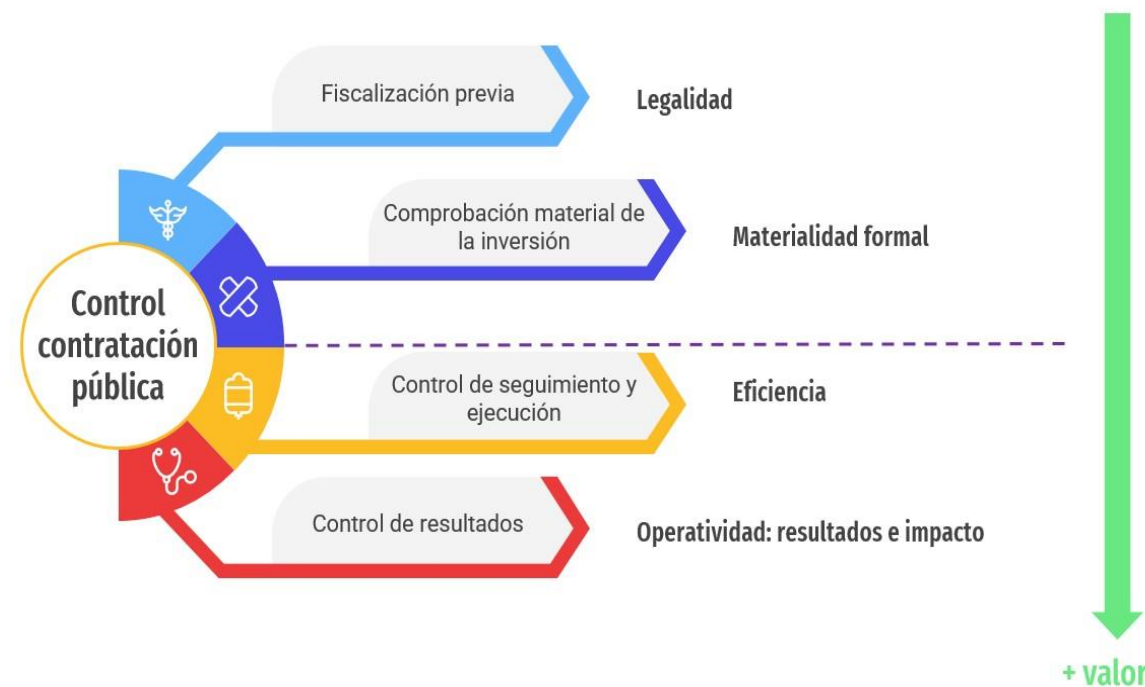 Fiscalización previa
Legalidad
Comprobación material de
la inversión
Materialidad formal
Control
contratación
pública
Control de seguimiento y
ejecución
Eficiencia
Control de resultados
Operatividad: resultados e impacto
+ valor